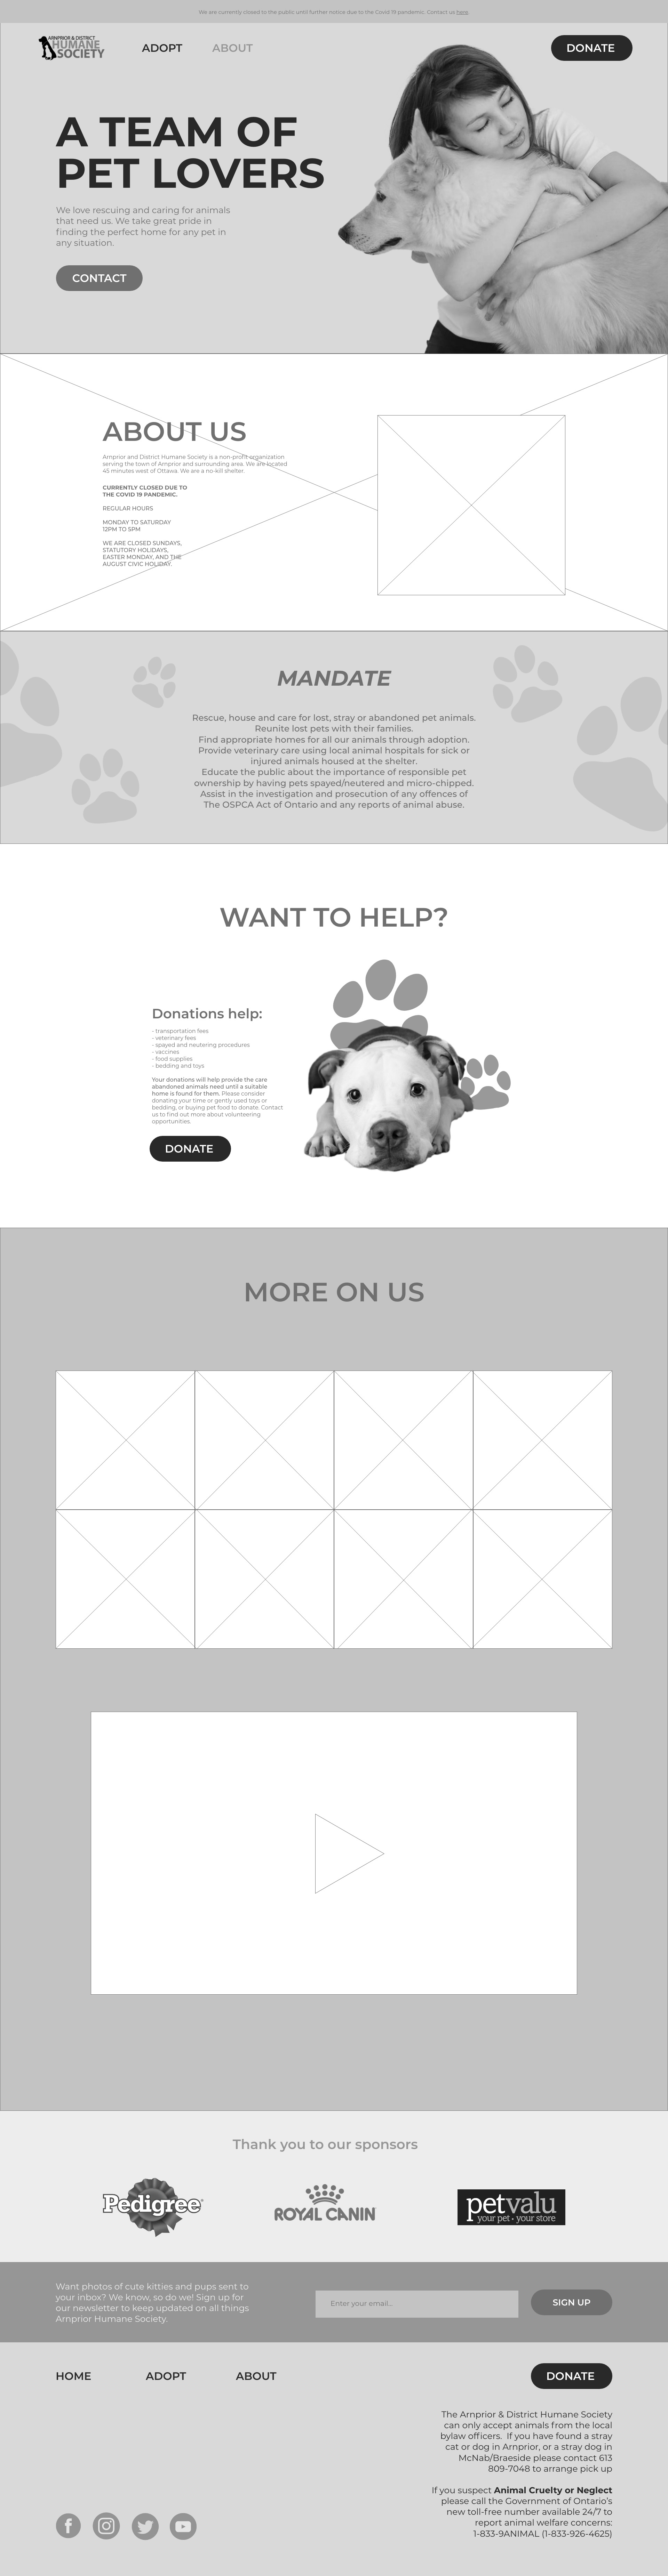 We are currently closed to the public until further notice due to the Covid 19 pandemic. Contact us here.
ARNPRIOR & DISTRICT
HUMANE
SOCIETY
ADOPT
ABOUT
DONATE
A TEAM OF
PET LOVERS
We love rescuing and caring for animals
that need us. We take great pride in
finding the perfect home for any pet in
any situation.
CONTACT
ABOUT US
Arnprior and District Humane Society is a non-profit organization
serving the town of Arnprior and surrounding area. We are located
45 minutes west of Ottawa. We are a no-kill shelter.
CURRENTLY CLOSED DUE TO
THE COVID 19 PANDEMIC.
REGULAR HOURS
MONDAY TO SATURDAY
12PM TO 5PM
WE ARE CLOSED SUNDAYS,
STATUTORY HOLIDAYS,
EASTER MONDAY, AND THE
AUGUST CIVIC HOLIDAY.
MANDATE
Rescue, house and care for lost, stray or abandoned pet animals.
Reunite lost pets with their families.
Find appropriate homes for all our animals through adoption.
Provide veterinary care using local animal hospitals for sick or
injured animals housed at the shelter.
Educate the public about the importance of responsible pet
ownership by having pets spayed/neutered and micro-chipped.
Assist in the investigation and prosecution of any offences of
The OSPCA Act of Ontario and any reports of animal abuse.
WANT TO HELP?
Donations help:
- transportation fees
- veterinary fees
- spayed and neutering procedures
- vaccines
- food supplies
- bedding and toys
Your donations will help provide the care
abandoned animals need until a suitable
home is found for them. Please consider
donating your time or gently used toys or
bedding, or buying pet food to donate. Contact
us to find out more about volunteering
opportunities.
DONATE
MORE ON US
Thank you to our sponsors
Pedigree
ROYAL CANIN
petvalu
your pet • your store
Want photos of cute kitties and pups sent to
your inbox? We know, so do we! Sign up for
our newsletter to keep updated on all things
Arnprior Humane Society.
Enter your email...
SIGN UP
HOME
ADOPT
ABOUT
DONATE
The Arnprior & District Humane Society
can only accept animals from the local
bylaw officers. If you have found a stray
cat or dog in Arnprior, or a stray dog in
McNab/Braeside please contact 613
809-7048 to arrange pick up
If you suspect Animal Cruelty or Neglect
please call the Government of Ontario's
new toll-free number available 24/7 to
report animal welfare concerns:
1-833-9ANIMAL (1-833-926-4625)